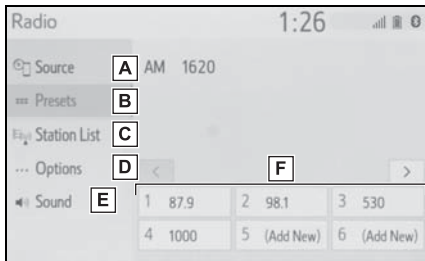 Radio 1:26
Source A AM 1620
Presets B
Station List C
Options D < F >
Sound E
1 87.9 2 98.1 3 530
4 1000 5 (Add New) 6 (Add New)